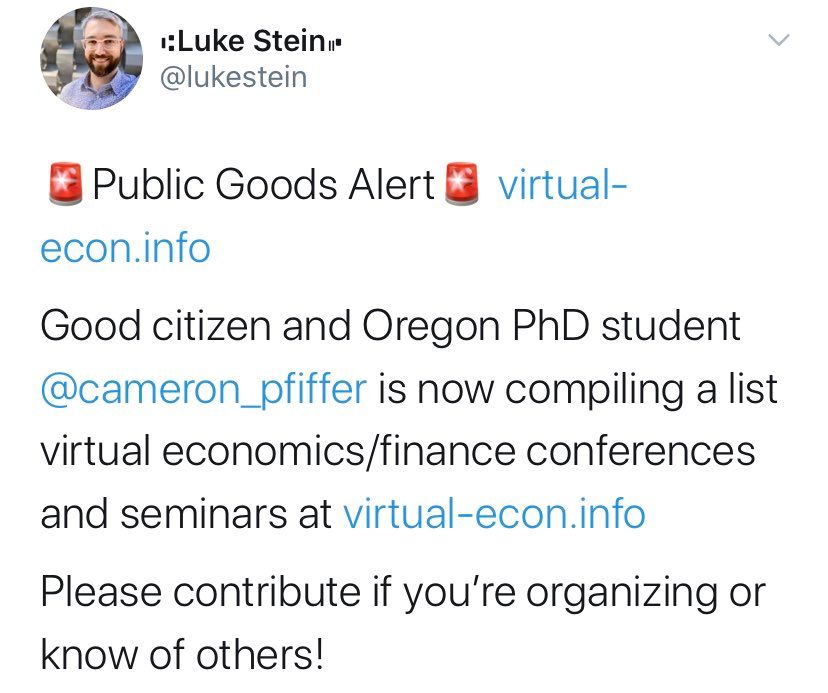 ⑆Luke Stein⑈
@lukestein
🚨Public Goods Alert🚨 virtual-
econ.info
Good citizen and Oregon PhD student
@cameron_pfiffer is now compiling a list
virtual economics/finance conferences
and seminars at virtual-econ.info
Please contribute if you’re organizing or
know of others!